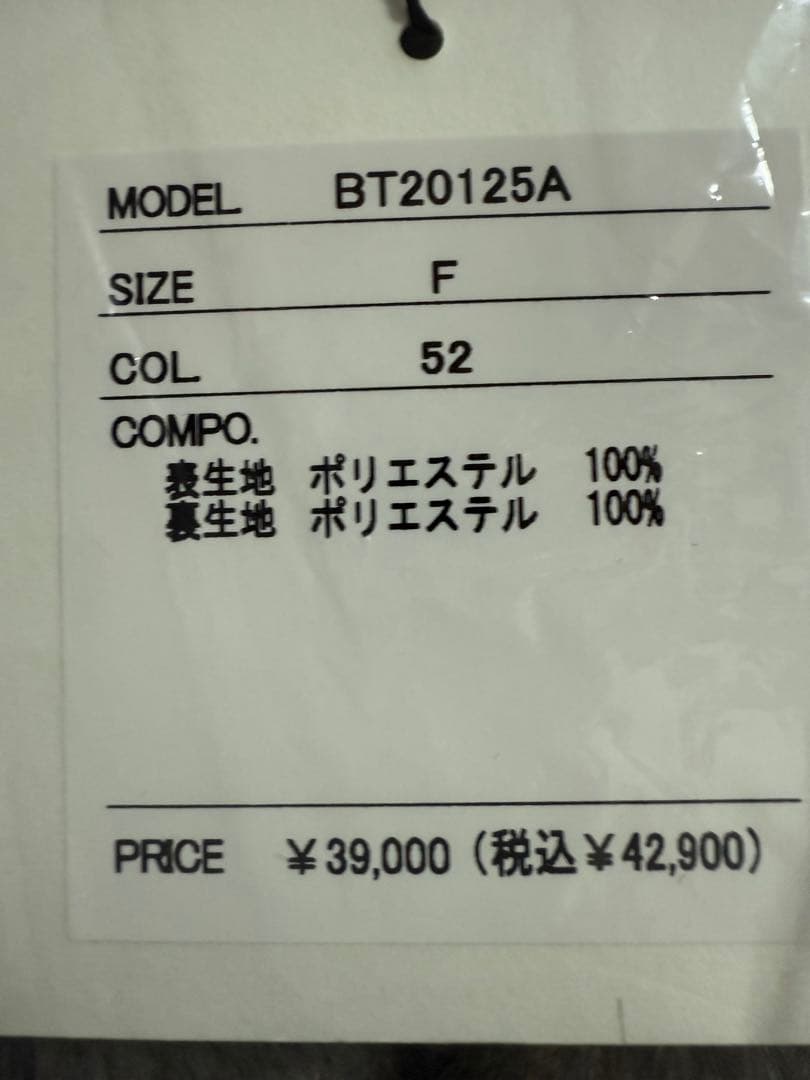 MODEL BT20125A
SIZE F
COL. 52
COMPO.
表生地 ポリエステル 100%
裏生地 ポリエステル 100%
PRICE ¥39,000（税込¥42,900）